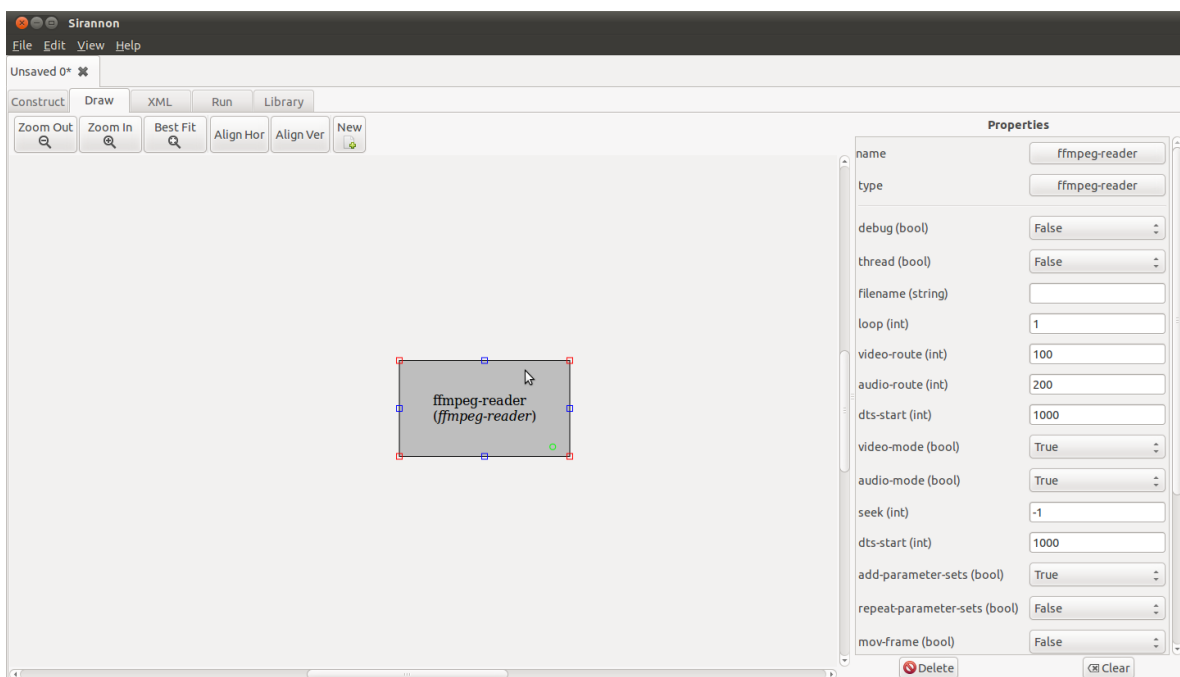 Sirannon
File Edit View Help
Unsaved 0*
Construct Draw XML Run Library
Zoom Out Zoom In Best Fit Align Hor Align Ver New
ffmpeg-reader
(ffmpeg-reader)
Properties
name ffmpeg-reader
type ffmpeg-reader
debug (bool) False
thread (bool) False
filename (string)
loop (int) 1
video-route (int) 100
audio-route (int) 200
dts-start (int) 1000
video-mode (bool) True
audio-mode (bool) True
seek (int) -1
dts-start (int) 1000
add-parameter-sets (bool) True
repeat-parameter-sets (bool) False
mov-frame (bool) False
Delete Clear